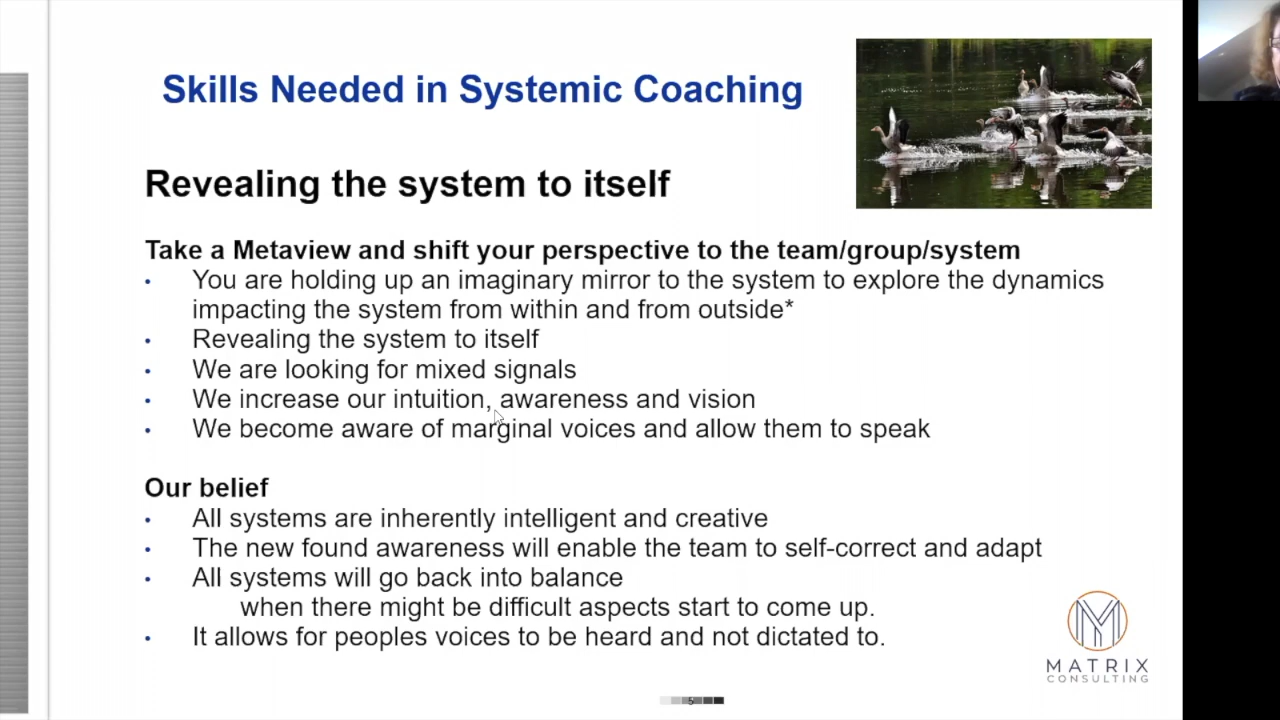 Skills Needed in Systemic Coaching
Revealing the system to itself
Take a Metaview and shift your perspective to the team/group/system
• You are holding up an imaginary mirror to the system to explore the dynamics
impacting the system from within and from outside*
• Revealing the system to itself
• We are looking for mixed signals
• We increase our intuition, awareness and vision
• We become aware of marginal voices and allow them to speak
Our belief
• All systems are inherently intelligent and creative
• The new found awareness will enable the team to self-correct and adapt
• All systems will go back into balance
when there might be difficult aspects start to come up.
• It allows for peoples voices to be heard and not dictated to.
MATRIX
CONSULTING
5